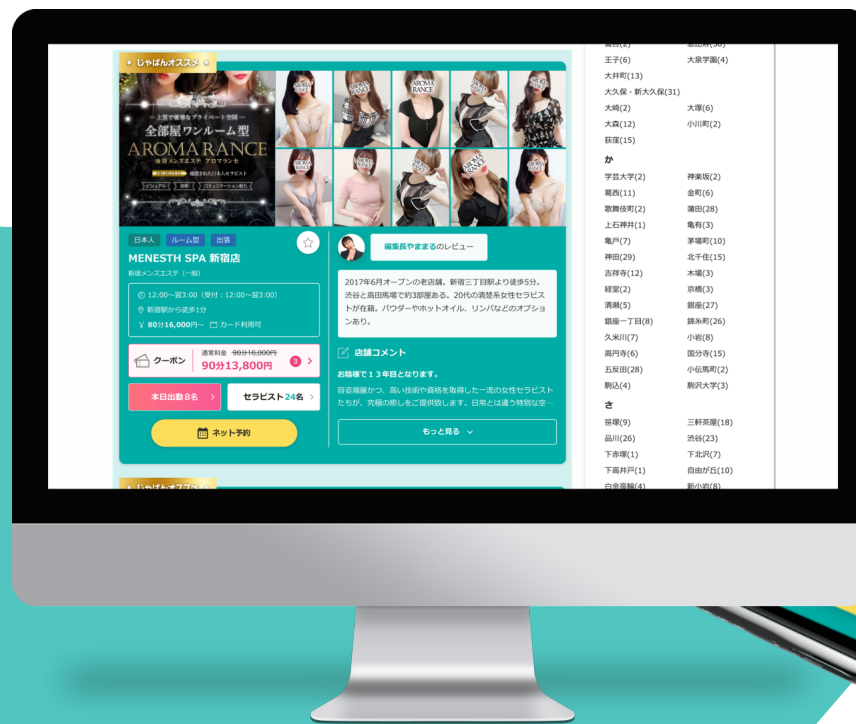 じゃぱんオススメ
上質で優雅なプライベート空間
全部屋ワンルーム型
AROMA RANCE
池袋メンズエステ アロマランセ
厳選された日本人セラピスト
ビジュアル
技術
コミュニケーション能力
AROMA RANCE
AROMA RANCE
AROMA RANCE
AROMA RANCE
AROMA RANCE
AROMA RANCE
AROMA RANCE
AROMA RANCE
AROMA RANCE
日本人 ルーム型 出張
MENESTH SPA 新宿店
新宿メンズエステ(一般)
12:00〜翌3:00(受付:12:00〜翌3:00)
新宿駅から徒歩1分
¥ 80分16,000円〜 カード利用可
クーポン
通常料金 90分16,000円
90分13,800円
3
本日出勤8名
セラピスト24名
ネット予約
編集長やままるのレビュー
2017年6月オープンの老店舗。新宿三丁目駅より徒歩5分。
渋谷と高田馬場で約3部屋ある。20代の清楚系女性セラピス
トが在籍。パウダーやホットオイル、リンパなどのオプショ
ンあり。
店舗コメント
お陰様で13年目となります。
容姿端麗かつ、高い技術や資格を取得した一流の女性セラピスト
たちが、究極の癒しをご提供致します。日常とは違う特別な空…
もっと見る
じゃぱんオススメ
王子(6) 大泉学園(4)
大井町(13)
大久保・新大久保(31)
大崎(2) 大塚(6)
大森(12) 小川町(2)
荻窪(15)
か
学芸大学(2) 神楽坂(2)
葛西(11) 金町(6)
歌舞伎町(2) 蒲田(28)
上石神井(1) 亀有(3)
亀戸(7) 茅場町(10)
神田(29) 北千住(15)
吉祥寺(12) 木場(3)
経堂(2) 京橋(3)
清瀬(5) 銀座(27)
銀座一丁目(8) 錦糸町(26)
久米川(7) 小岩(8)
高円寺(6) 国分寺(15)
五反田(28) 小伝馬町(2)
駒込(4) 駒沢大学(3)
さ
笹塚(9) 三軒茶屋(18)
品川(26) 渋谷(23)
下赤塚(1) 下北沢(7)
下高井戸(1) 自由が丘(10)
白金高輪(4) 新小岩(8)